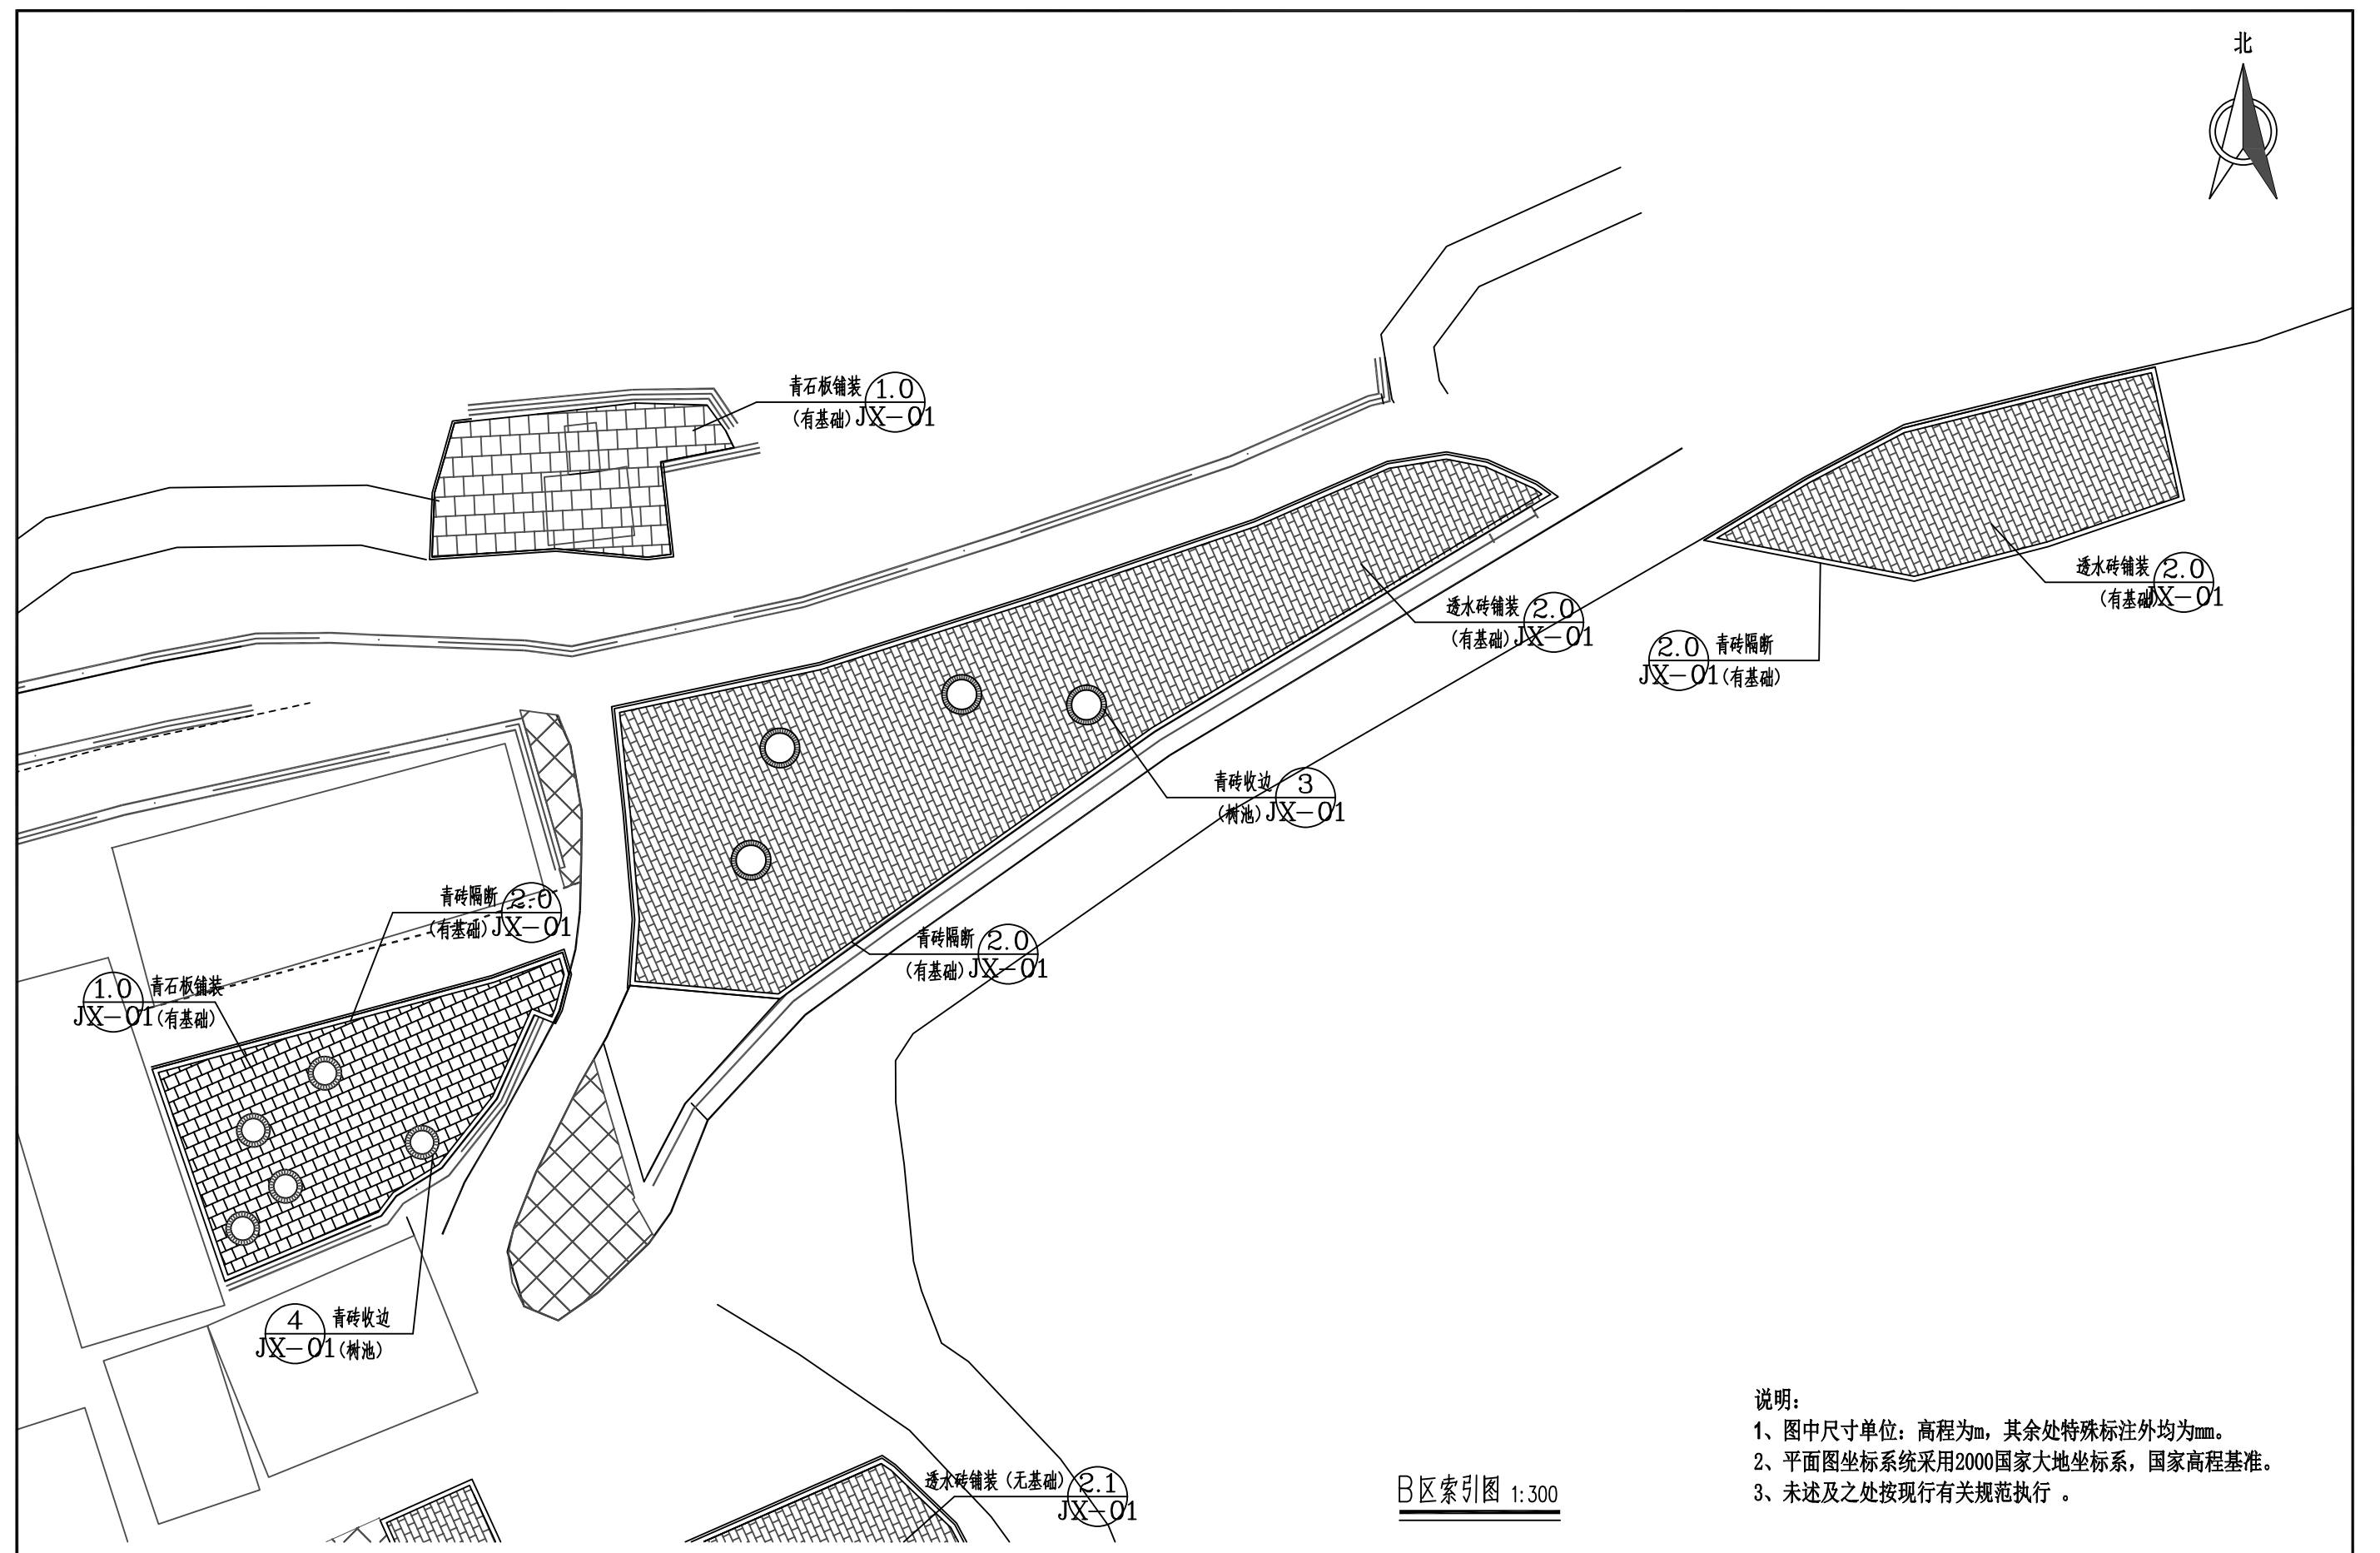 北
青石板铺装 1.0
(有基础) JX-01
透水砖铺装 2.0
(有基础) JX-01
透水砖铺装 2.0
(有基础) JX-01
2.0 青砖隔断
JX-01 (有基础)
青砖收边 3
(树池) JX-01
青砖隔断 2.0
(有基础) JX-01
青砖隔断 2.0
(有基础) JX-01
1.0 青石板铺装
JX-01 (有基础)
4 青砖收边
JX-01 (树池)
透水砖铺装(无基础) 2.1
JX-01
B区索引图 1:300
说明：
1、图中尺寸单位：高程为m，其余处特殊标注外均为mm。
2、平面图坐标系统采用2000国家大地坐标系，国家高程基准。
3、未述及之处按现行有关规范执行 。